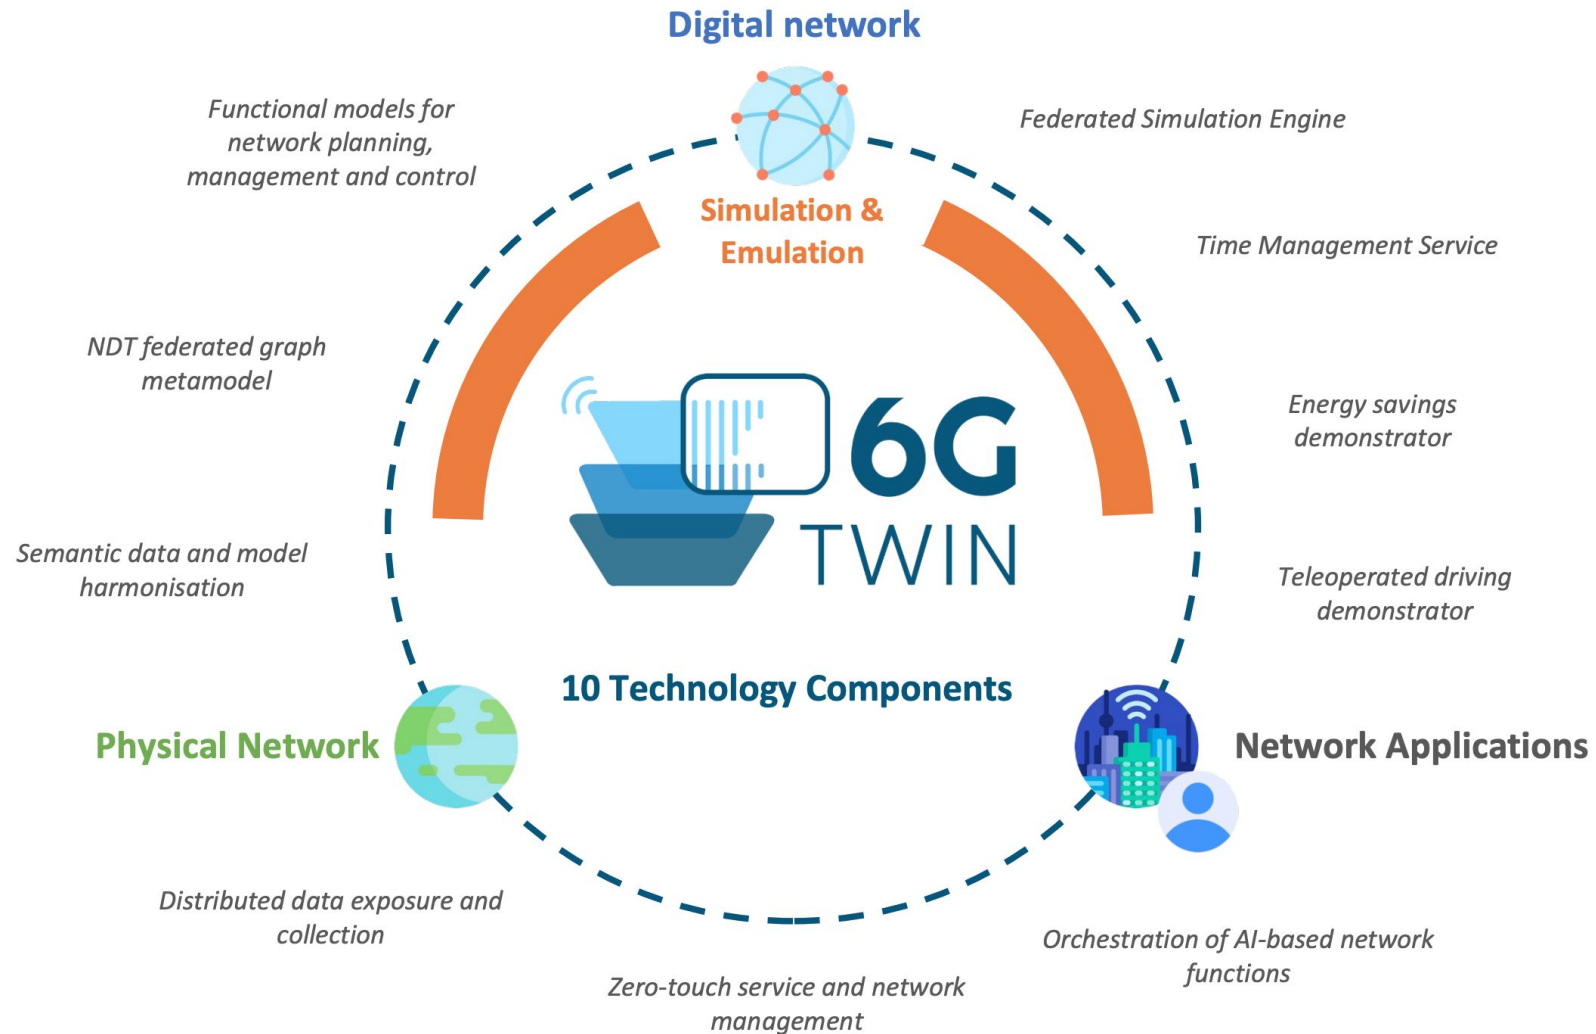 Digital network
Functional models for
network planning,
management and control
Federated Simulation Engine
Simulation &
Emulation
Time Management Service
NDT federated graph
metamodel
6G
TWIN
Energy savings
demonstrator
Semantic data and model
harmonisation
Teleoperated driving
demonstrator
10 Technology Components
Physical Network
Network Applications
Distributed data exposure and
collection
Orchestration of AI-based network
functions
Zero-touch service and network
management